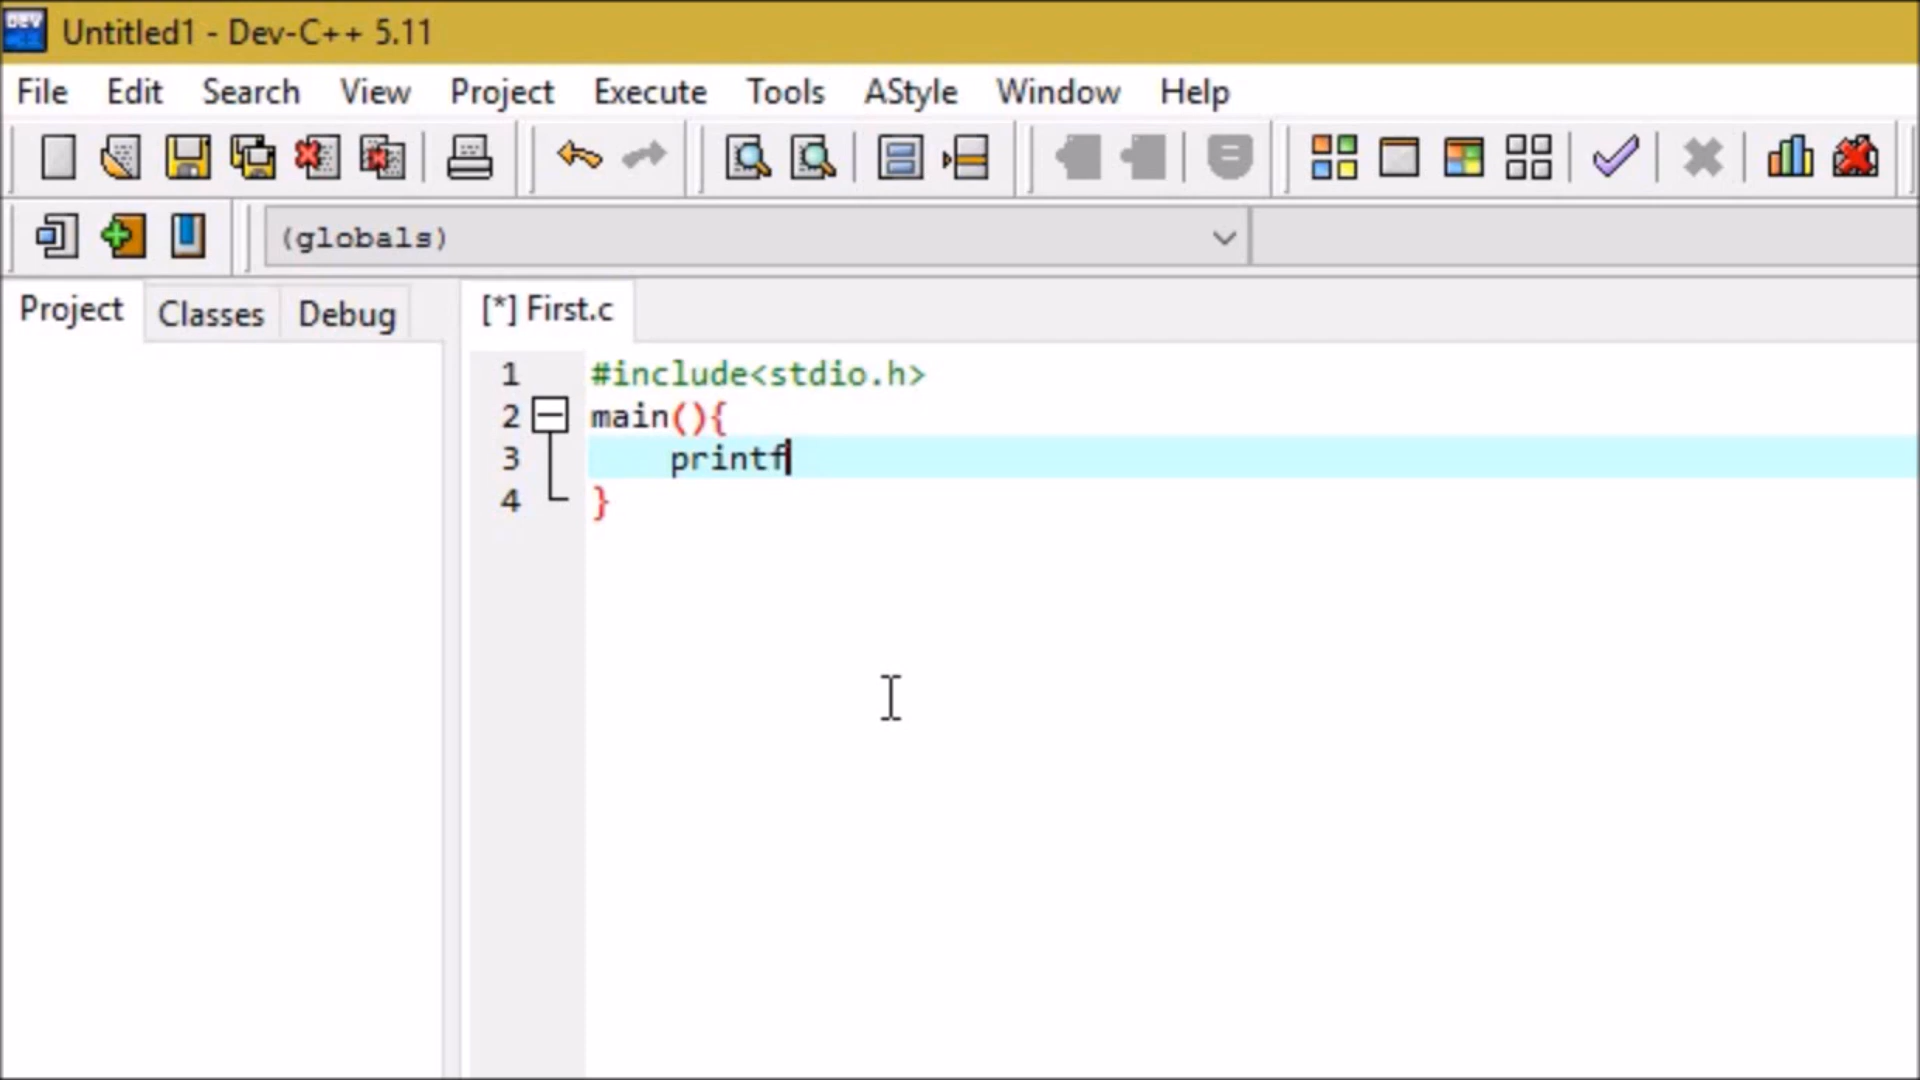 DEV
Untitled1 - Dev-C++ 5.11
File Edit Search View Project Execute Tools AStyle Window Help
(globals)
Project Classes Debug [*] First.c
1 #include<stdio.h>
2 main(){
3 printf
4 }